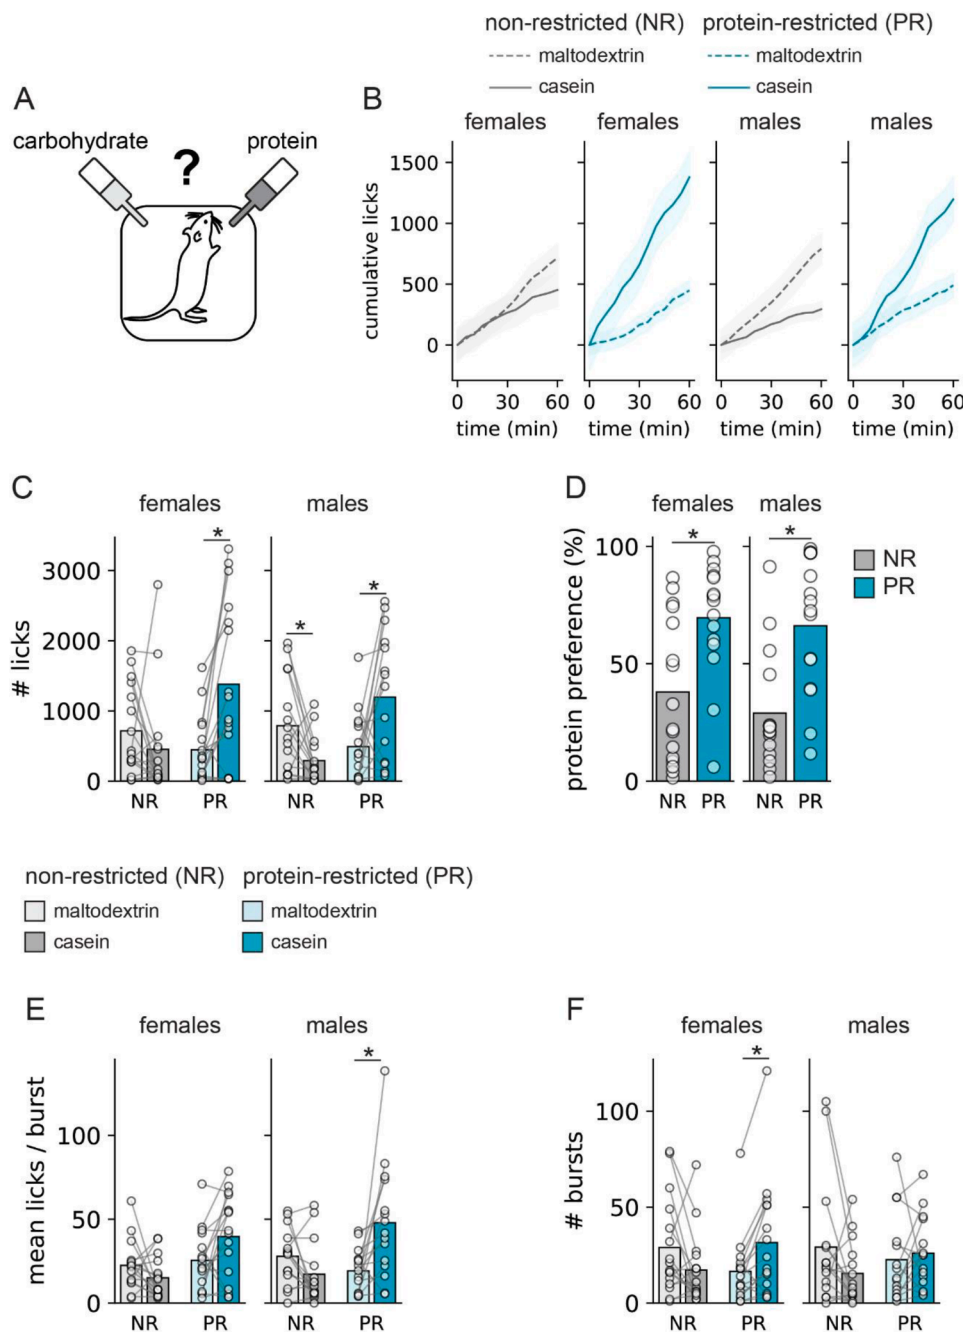 non-restricted (NR) protein-restricted (PR)
maltodextrin maltodextrin
casein casein
A
carbohydrate protein
?
B
females females males males
cumulative licks
1500
1000
500
0
0 30 60 0 30 60 0 30 60 0 30 60
time (min) time (min) time (min) time (min)
C
females males
# licks
3000
2000
1000
0
* * *
NR PR NR PR
D
females males
protein preference (%)
100
50
0
* *
NR PR NR PR
NR
PR
non-restricted (NR) protein-restricted (PR)
maltodextrin maltodextrin
casein casein
E
females males
mean licks / burst
100
50
0
*
NR PR NR PR
F
females males
# bursts
100
50
0
*
NR PR NR PR